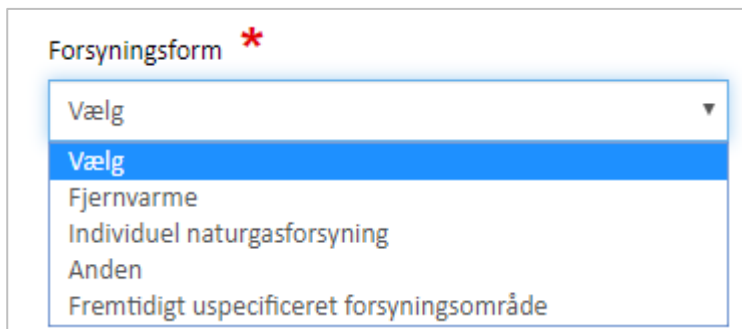 Forsyningsform *
Vælg
Vælg
Fjernvarme
Individuel naturgasforsyning
Anden
Fremtidigt uspecificeret forsyningsområde